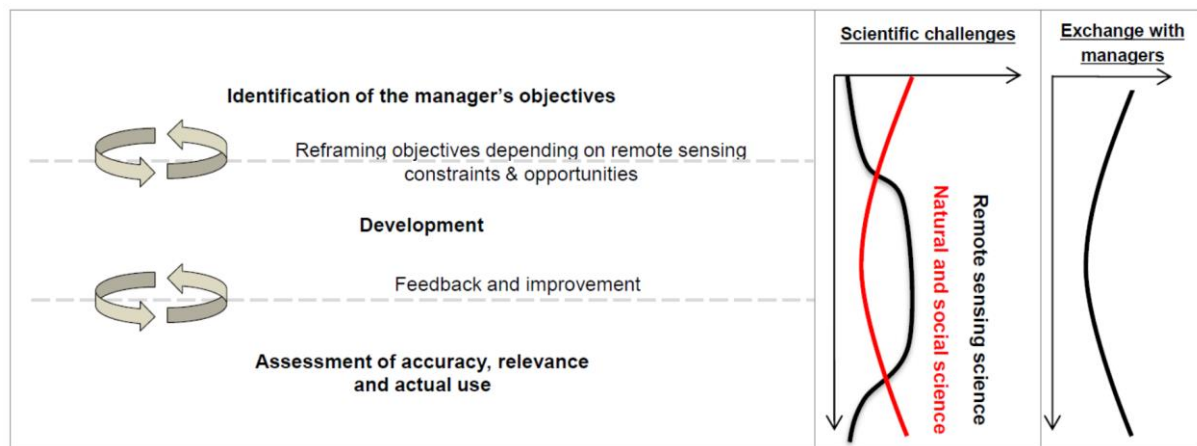 Scientific challenges
Exchange with
managers
Identification of the manager's objectives
Reframing objectives depending on remote sensing
constraints & opportunities
Development
Feedback and improvement
Assessment of accuracy, relevance
and actual use
Natural and social science
Remote sensing science